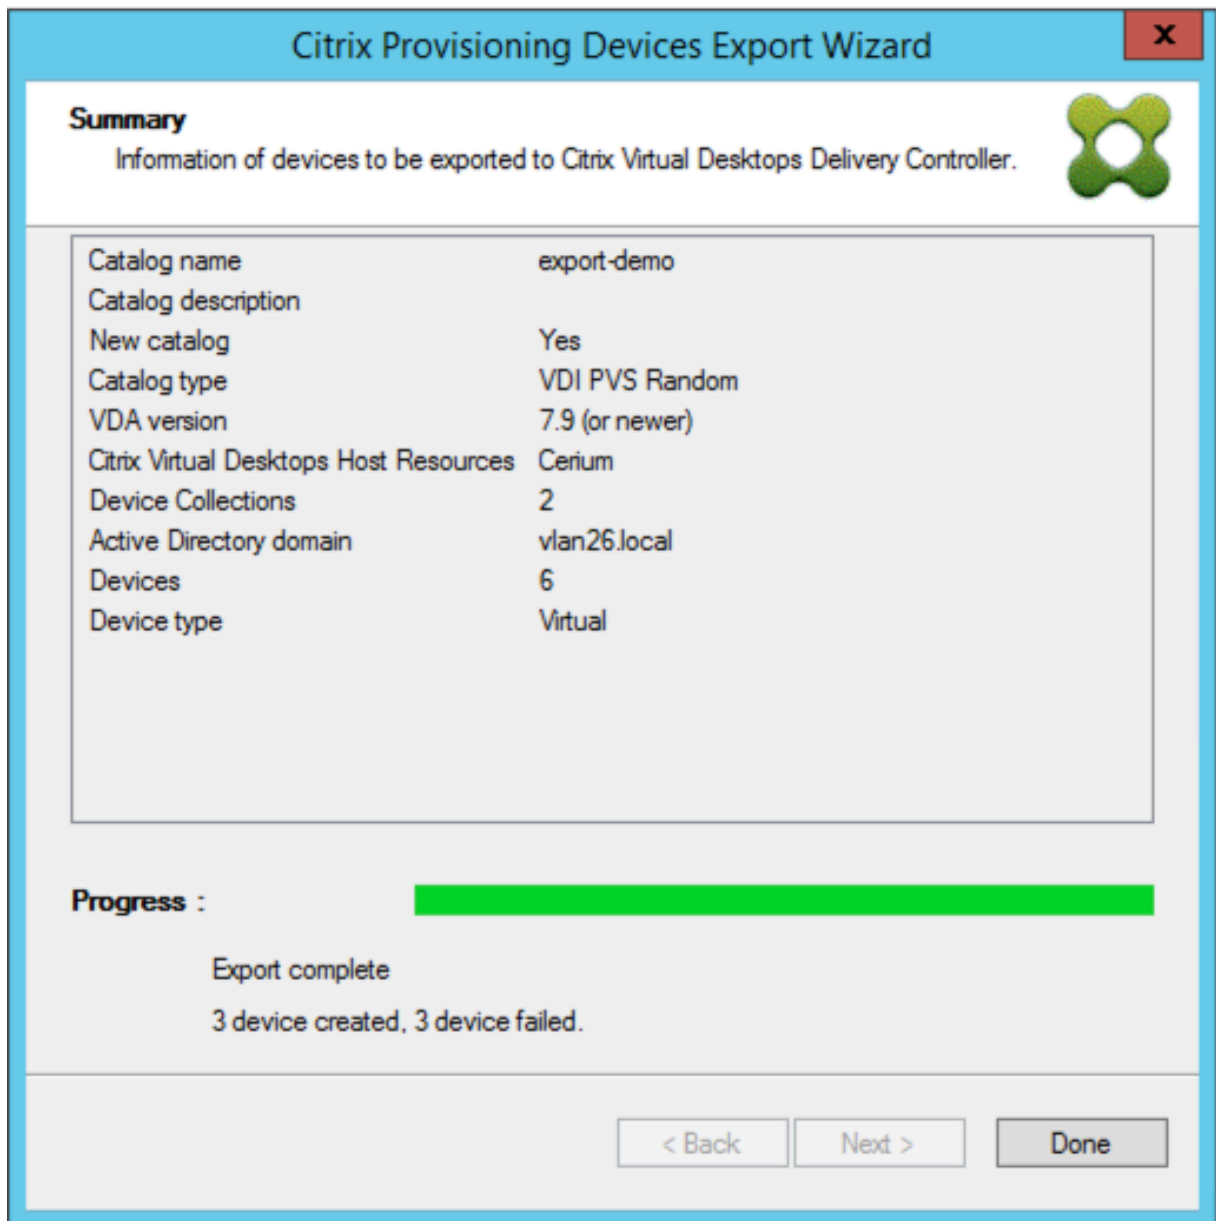 Citrix Provisioning Devices Export Wizard
x
Summary
Information of devices to be exported to Citrix Virtual Desktops Delivery Controller.
Catalog name export-demo
Catalog description
New catalog Yes
Catalog type VDI PVS Random
VDA version 7.9 (or newer)
Citrix Virtual Desktops Host Resources Cerium
Device Collections 2
Active Directory domain vlan26.local
Devices 6
Device type Virtual
Progress :
Export complete
3 device created, 3 device failed.
< Back Next > Done